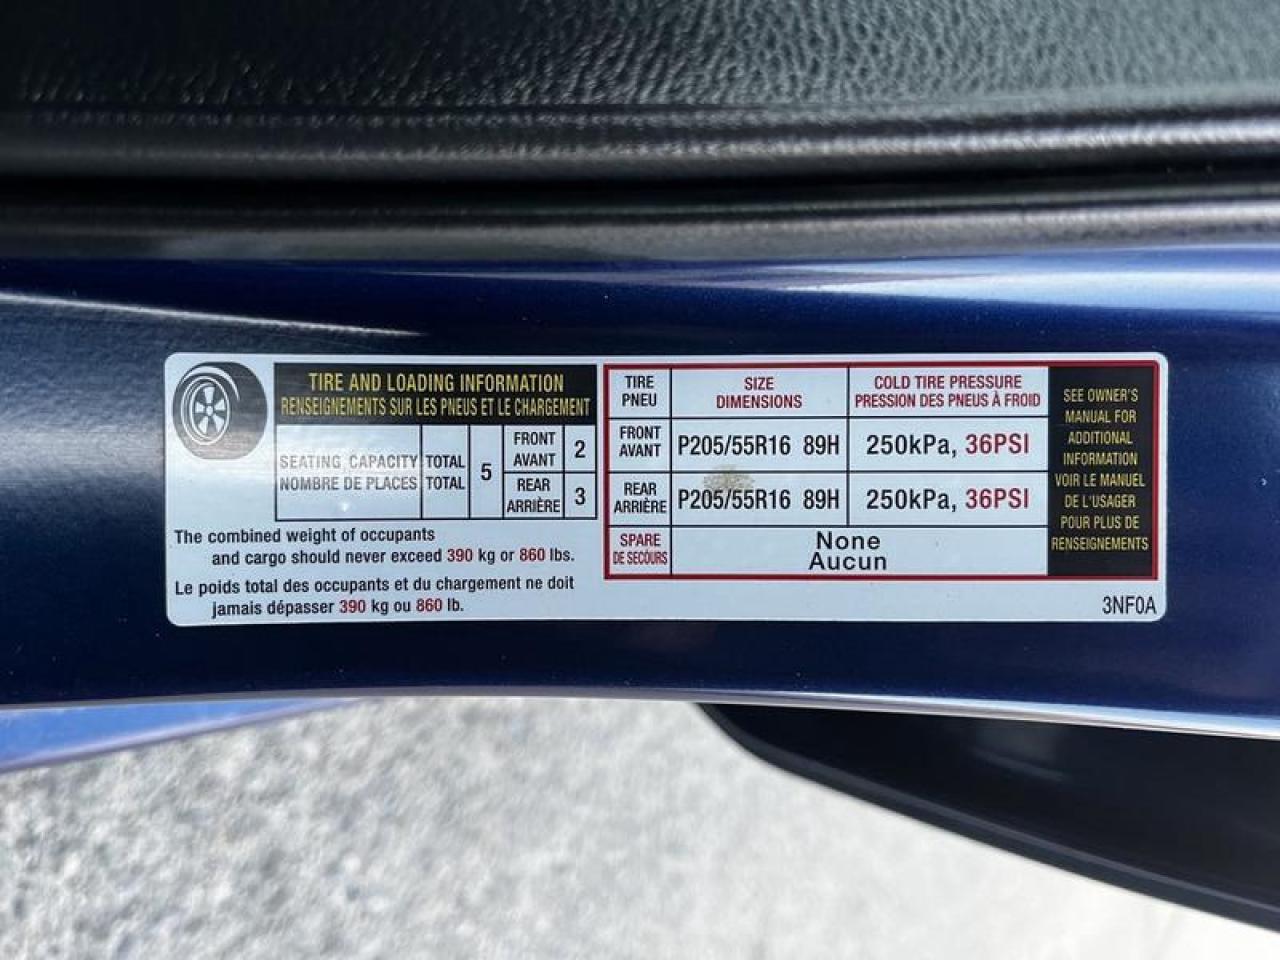 TIRE AND LOADING INFORMATION
RENSEIGNEMENTS SUR LES PNEUS ET LE CHARGEMENT
SEATING CAPACITY
NOMBRE DE PLACES
TOTAL
TOTAL
5
FRONT
AVANT
2
REAR
ARRIÈRE
3
The combined weight of occupants
and cargo should never exceed 390 kg or 860 lbs.
Le poids total des occupants et du chargement ne doit
jamais dépasser 390 kg ou 860 lb.
TIRE
PNEU
SIZE
DIMENSIONS
COLD TIRE PRESSURE
PRESSION DES PNEUS À FROID
FRONT
AVANT
P205/55R16 89H
250kPa, 36PSI
REAR
ARRIÈRE
P205/55R16 89H
250kPa, 36PSI
SPARE
DE SECOURS
None
Aucun
SEE OWNER'S
MANUAL FOR
ADDITIONAL
INFORMATION
VOIR LE MANUEL
DE L'USAGER
POUR PLUS DE
RENSEIGNEMENTS
3NF0A